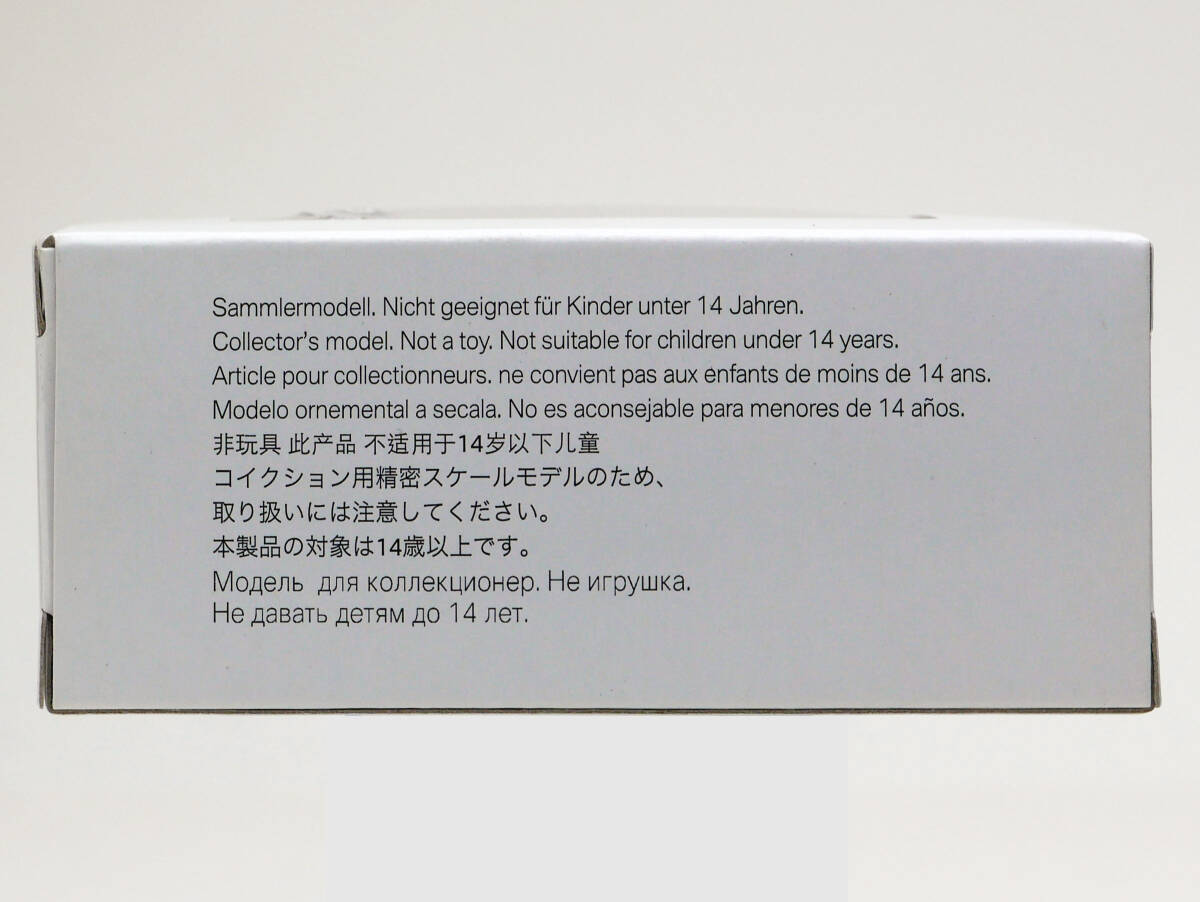 Sammlermodell. Nicht geeignet für Kinder unter 14 Jahren.
Collector's model. Not a toy. Not suitable for children under 14 years.
Article pour collectionneurs. ne convient pas aux enfants de moins de 14 ans.
Modelo ornemental a secala. No es aconsejable para menores de 14 años.
非玩具 此产品 不适用于14岁以下儿童
コイクション用精密スケールモデルのため、
取り扱いには注意してください。
本製品の対象は14歳以上です。
Модель для коллекционер. Не игрушка.
Не давать детям до 14 лет.